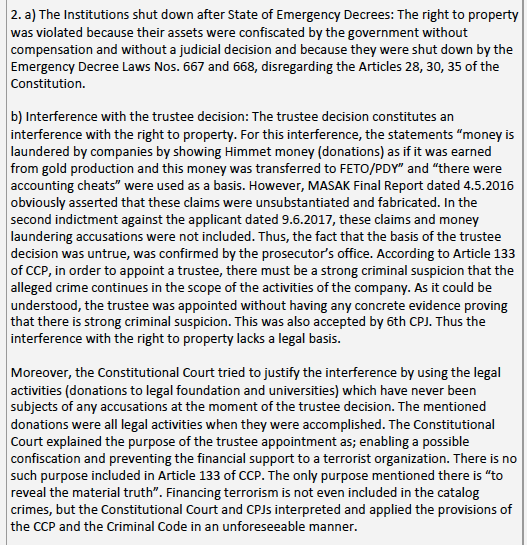 2. a) The Institutions shut down after State of Emergency Decrees: The right to property
was violated because their assets were confiscated by the government without
compensation and without a judicial decision and because they were shut down by the
Emergency Decree Laws Nos. 667 and 668, disregarding the Articles 28, 30, 35 of the
Constitution.
b) Interference with the trustee decision: The trustee decision constitutes an
interference with the right to property. For this interference, the statements “money is
laundered by companies by showing Himmet money (donations) as if it was earned
from gold production and this money was transferred to FETO/PDY” and “there were
accounting cheats” were used as a basis. However, MASAK Final Report dated 4.5.2016
obviously asserted that these claims were unsubstantiated and fabricated. In the
second indictment against the applicant dated 9.6.2017, these claims and money
laundering accusations were not included. Thus, the fact that the basis of the trustee
decision was untrue, was confirmed by the prosecutor’s office. According to Article 133
of CCP, in order to appoint a trustee, there must be a strong criminal suspicion that the
alleged crime continues in the scope of the activities of the company. As it could be
understood, the trustee was appointed without having any concrete evidence proving
that there is strong criminal suspicion. This was also accepted by 6th CPJ. Thus the
interference with the right to property lacks a legal basis.
Moreover, the Constitutional Court tried to justify the interference by using the legal
activities (donations to legal foundation and universities) which have never been
subjects of any accusations at the moment of the trustee decision. The mentioned
donations were all legal activities when they were accomplished. The Constitutional
Court explained the purpose of the trustee appointment as; enabling a possible
confiscation and preventing the financial support to a terrorist organization. There is no
such purpose included in Article 133 of CCP. The only purpose mentioned there is “to
reveal the material truth”. Financing terrorism is not even included in the catalog
crimes, but the Constitutional Court and CPJs interpreted and applied the provisions of
the CCP and the Criminal Code in an unforeseeable manner.